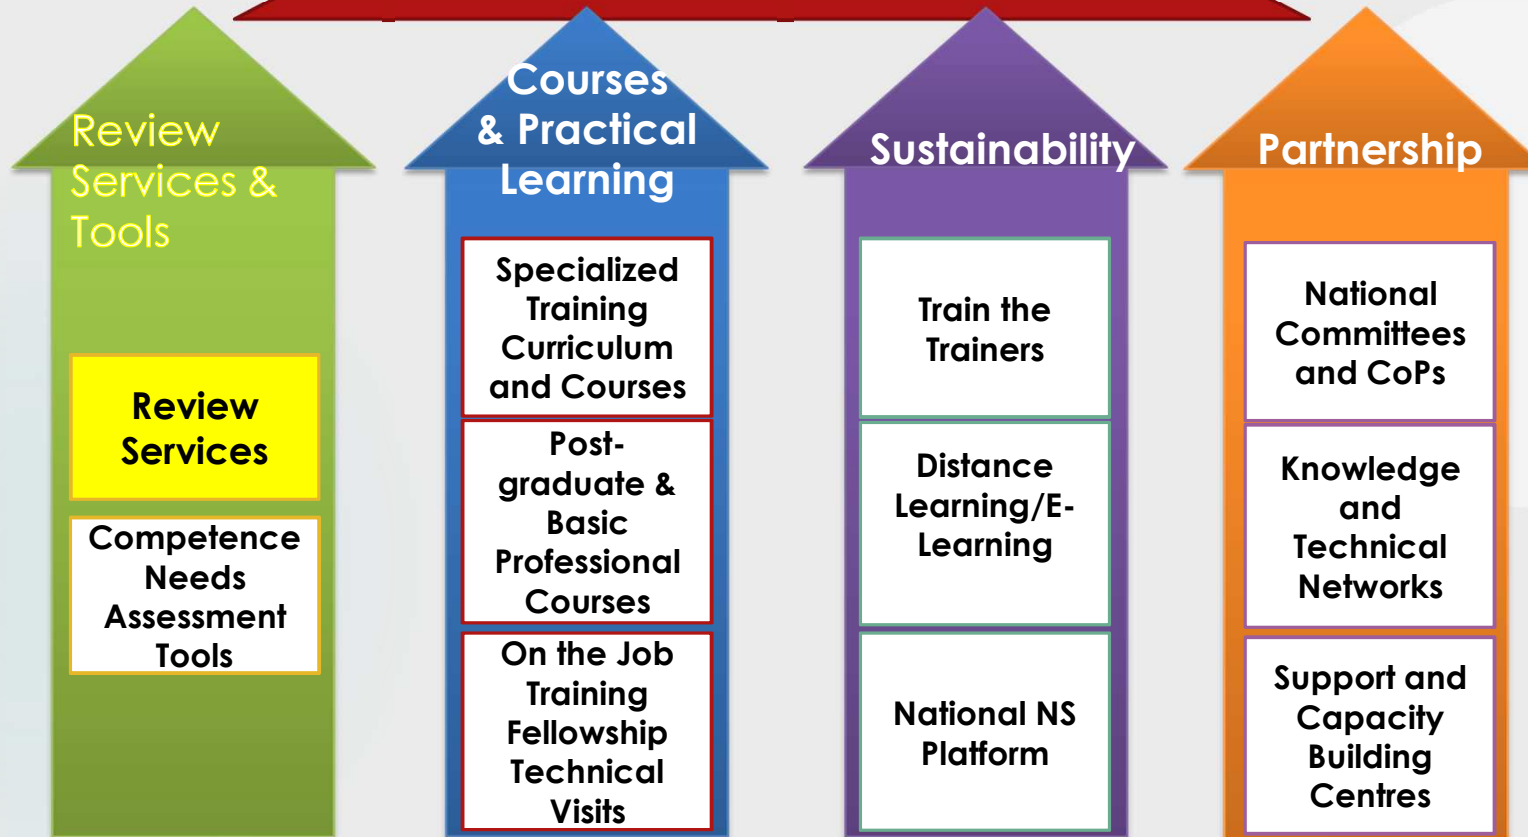 Review
Services &
Tools
Review
Services
Competence
Needs
Assessment
Tools
Courses
& Practical
Learning
Specialized
Training
Curriculum
and Courses
Post-
graduate &
Basic
Professional
Courses
On the Job
Training
Fellowship
Technical
Visits
Sustainability
Train the
Trainers
Distance
Learning/E-
Learning
National NS
Platform
Partnership
National
Committees
and CoPs
Knowledge
and
Technical
Networks
Support and
Capacity
Building
Centres